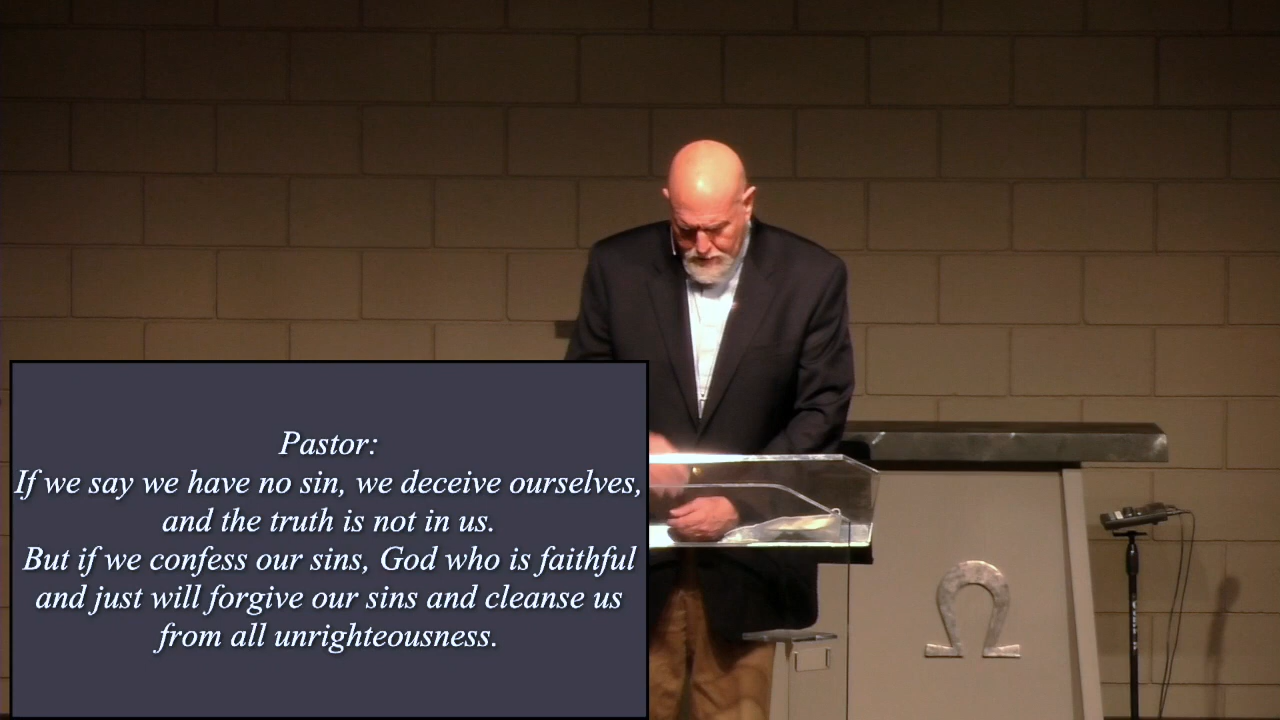 Pastor:
If we say we have no sin, we deceive ourselves,
and the truth is not in us.
But if we confess our sins, God who is faithful
and just will forgive our sins and cleanse us
from all unrighteousness.
Ω